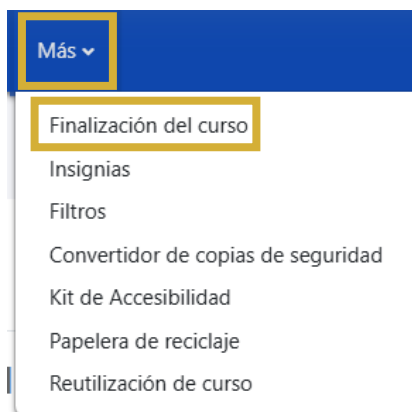 Más
Finalización del curso
Insignias
Filtros
Convertidor de copias de seguridad
Kit de Accesibilidad
Papelera de reciclaje
Reutilización de curso